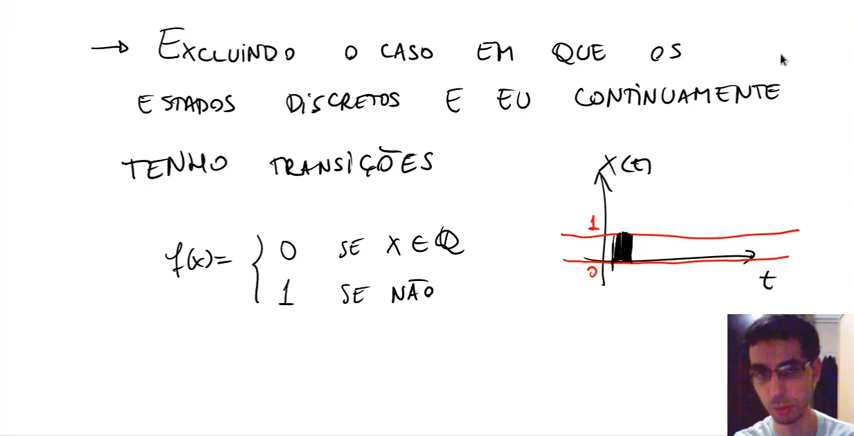 → EXCLUINDO O CASO EM QUE OS
ESTADOS DISCRETOS E EU CONTINUAMENTE
TENHO TRANSIÇÕES
f(x)= { 0 SE X ∈ ℚ
1 SE NÃO
X(t)
1
0
t